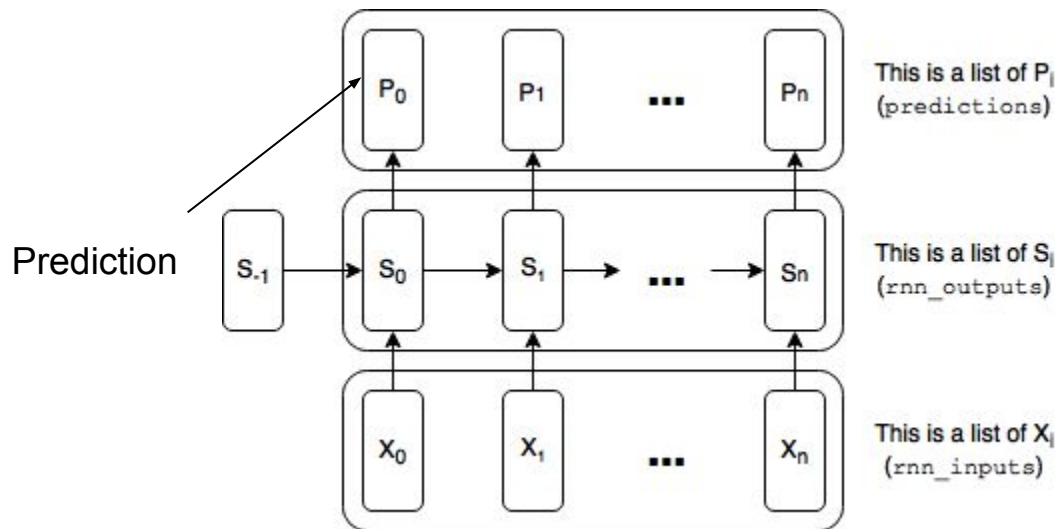 P₀ P₁ ... Pₙ
This is a list of Pᵢ
(predictions)
Prediction
S₋₁ S₀ S₁ ... Sₙ
This is a list of Sᵢ
(rnn_outputs)
X₀ X₁ ... Xₙ
This is a list of Xᵢ
(rnn_inputs)